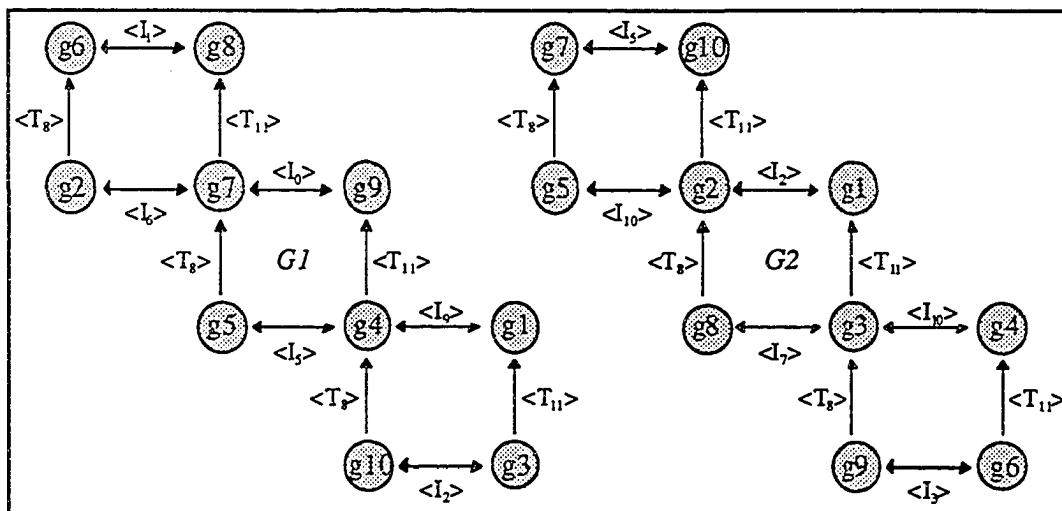 g6 <I₁> g8 g7 <I₅> g10
<T₈> <T₁₁> <T₈> <T₁₁>
g2 <I₆> g7 <I₀> g9 g5 <I₁₀> g2 <I₂> g1
<T₈> G1 <T₁₁> <T₈> G2 <T₁₁>
g5 <I₅> g4 <I₉> g1 g8 <I₇> g3 <I₁₀> g4
<T₈> <T₁₁> <T₈> <T₁₁>
g10 <I₂> g3 g9 <I₃> g6